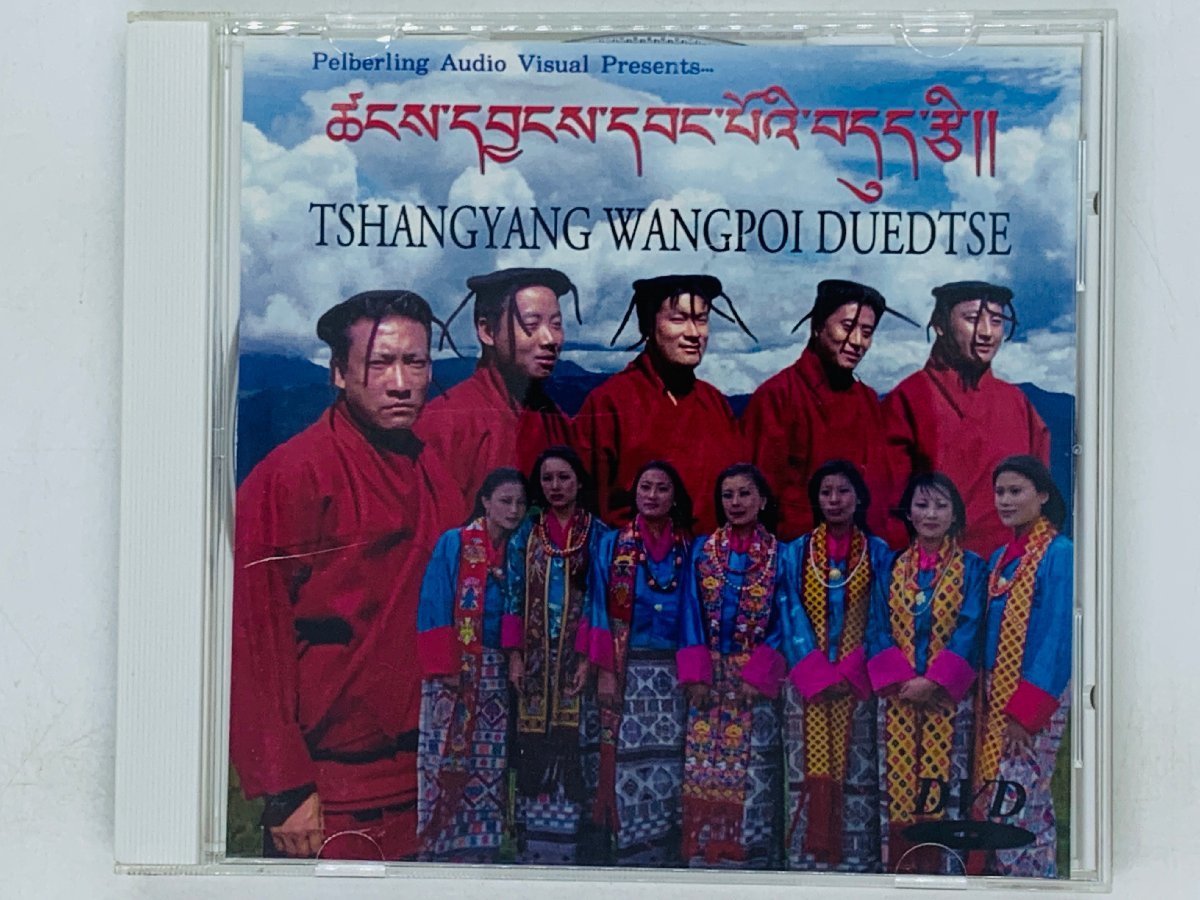 Pelberling Audio Visual Presents...
ཚངས་དབྱངས་དབང་པོའི་བདུད་རྩི།།
TSHANGYANG WANGPOI DUEDTSE
DVD